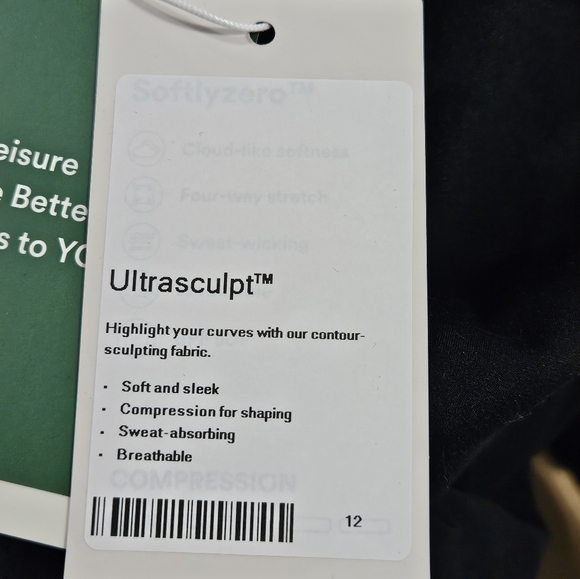 eisure
Bette
s to YO
Softlyzero™
Cloud-like softness
Four-way stretch
Sweat-wicking
Ultrasculpt™
Highlight your curves with our contour-
sculpting fabric.
· Soft and sleek
· Compression for shaping
· Sweat-absorbing
· Breathable
COMPRESSION
12